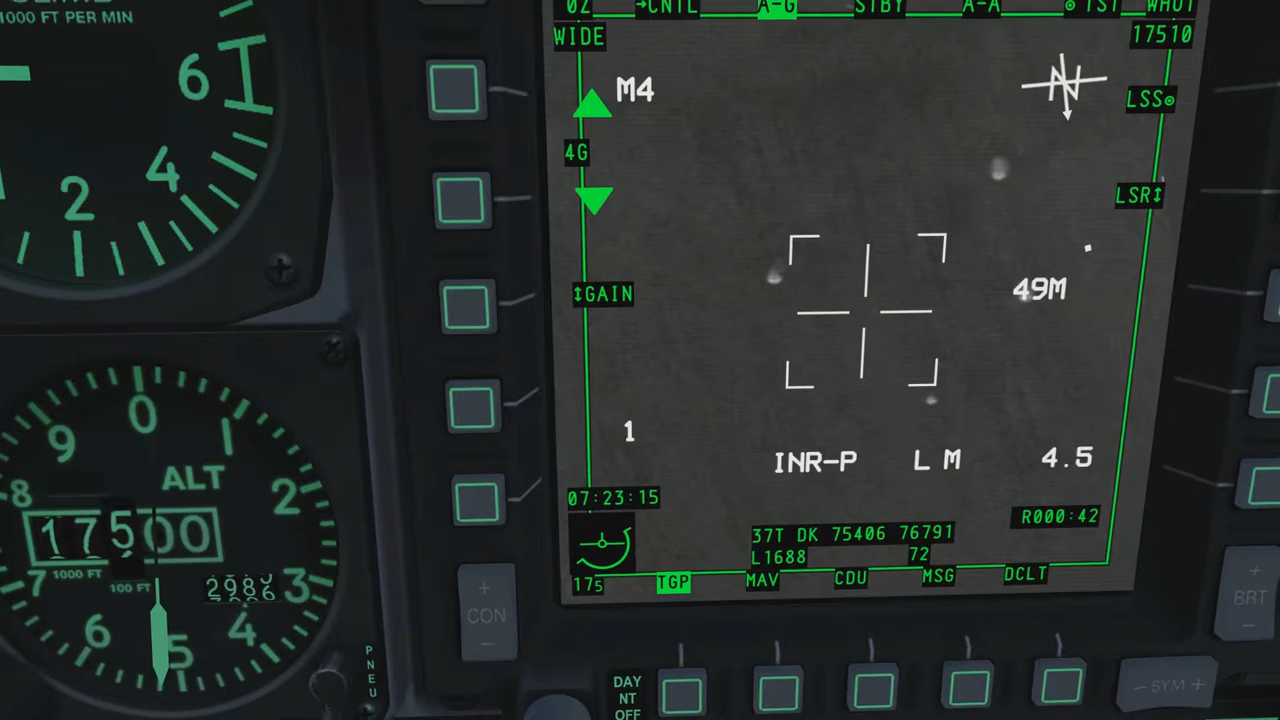 1000 FT PER MIN
6
4
2
0Z →CNTL A-G STBY A-A TST WHOT
WIDE 17510
M4 N
LSS
4G
LSR↕
↕GAIN 49M
1
INR-P L M 4.5
07:23:15
R000:42
37T DK 75406 76791
L1688 72
175 TGP MAV CDU MSG DCLT
0
9 1
ALT
8 2
17500
7 1000 FT 100 FT 3
6 4
5
CON
BRT
PNEU
DAY
NT
OFF
- SYM +